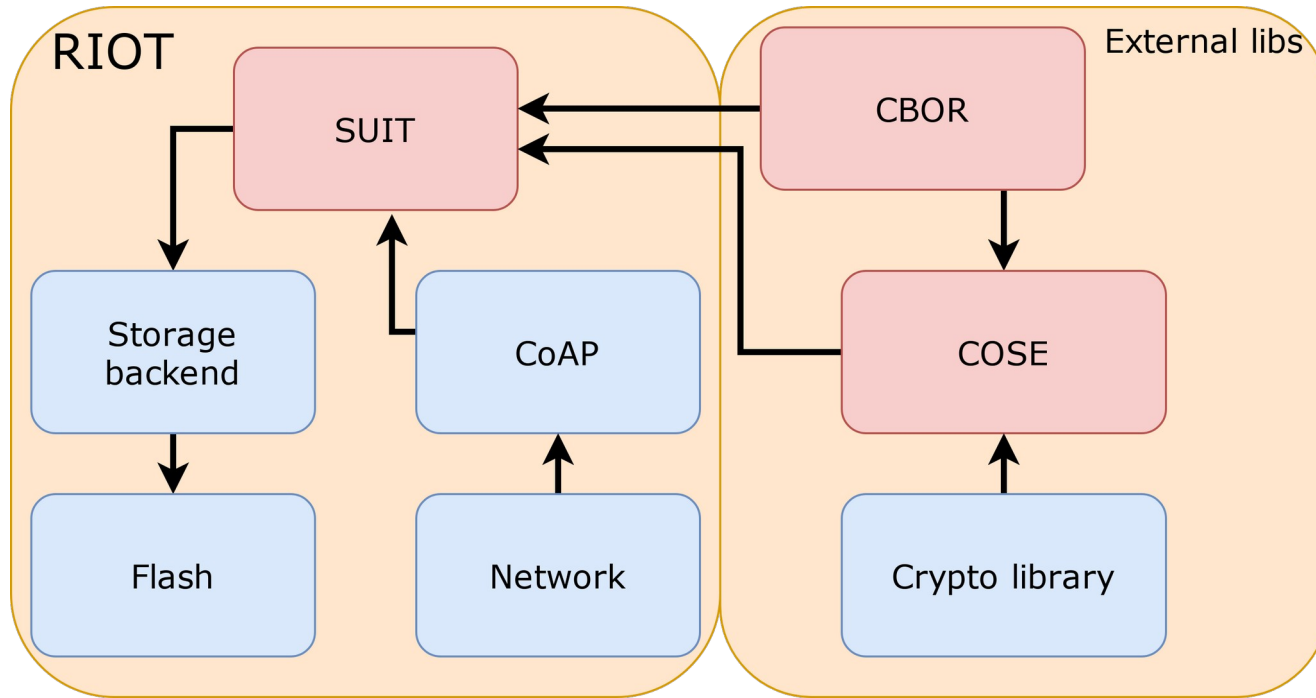 RIOT
External libs
SUIT
CBOR
Storage
backend
CoAP
COSE
Flash
Network
Crypto library